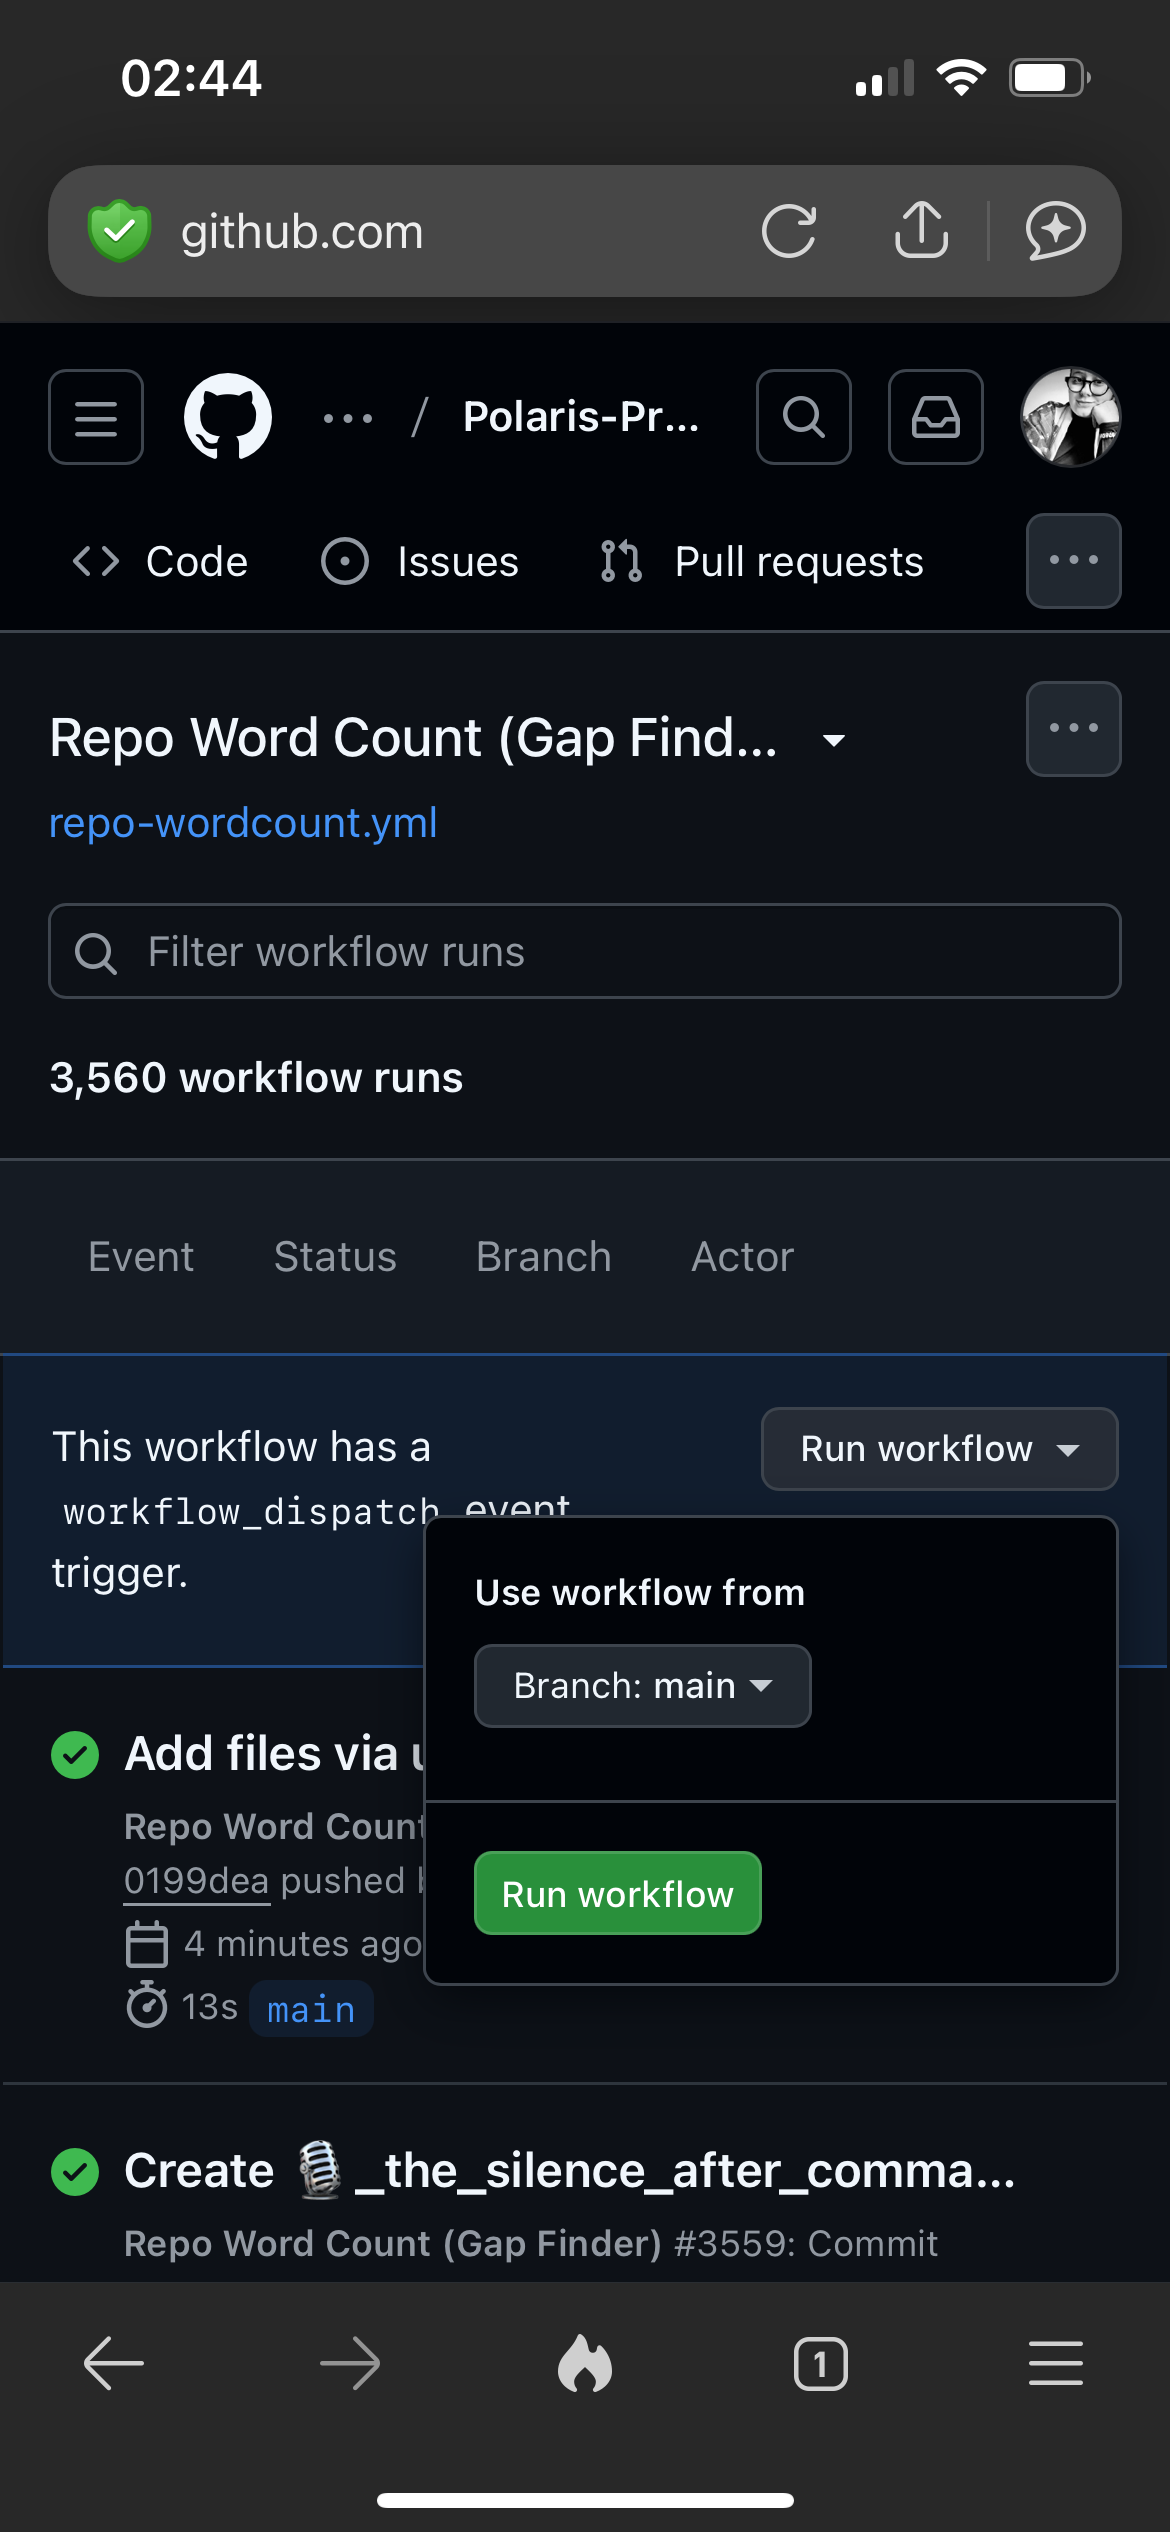 02:44
github.com
... / Polaris-Pr...
Code Issues Pull requests
Repo Word Count (Gap Find...
repo-wordcount.yml
Filter workflow runs
3,560 workflow runs
Event Status Branch Actor
This workflow has a
workflow_dispatch event
trigger.
Run workflow
Use workflow from
Branch: main
Run workflow
Add files via
Repo Word Count
0199dea pushed
4 minutes ago
13s main
Create 🎙️_the_silence_after_comma...
Repo Word Count (Gap Finder) #3559: Commit
1